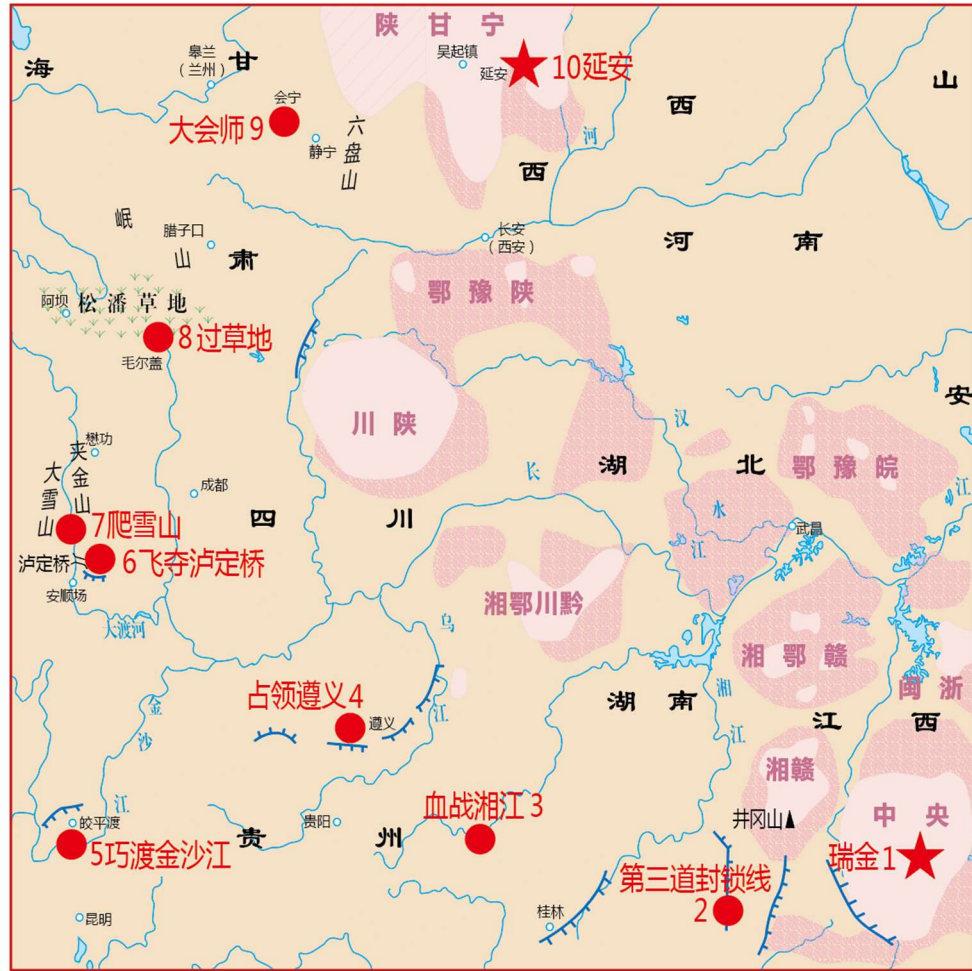 陕甘宁
海
皋兰
（兰州）
甘
吴起镇
延安
10延安
山
会宁
大会师 9
静宁
六盘山
西
河
西
岷
山
腊子口
肃
长安
（西安）
河南
鄂豫陕
阿坝
松潘草地
8过草地
毛尔盖
川陕
安
汉
水
懋功
夹金山
大雪山
成都
四川
长
江
湖北
鄂豫皖
江
武昌
7爬雪山
泸定桥
6飞夺泸定桥
安顺场
大渡河
湘鄂川黔
乌
江
湘鄂赣
闽浙
占领遵义 4
遵义
金
沙
江
湖南
湘
江
江西
湘赣
皎平渡
5巧渡金沙江
贵州
贵阳
血战湘江 3
井冈山
中央
瑞金 1
第三道封锁线
2
昆明
桂林